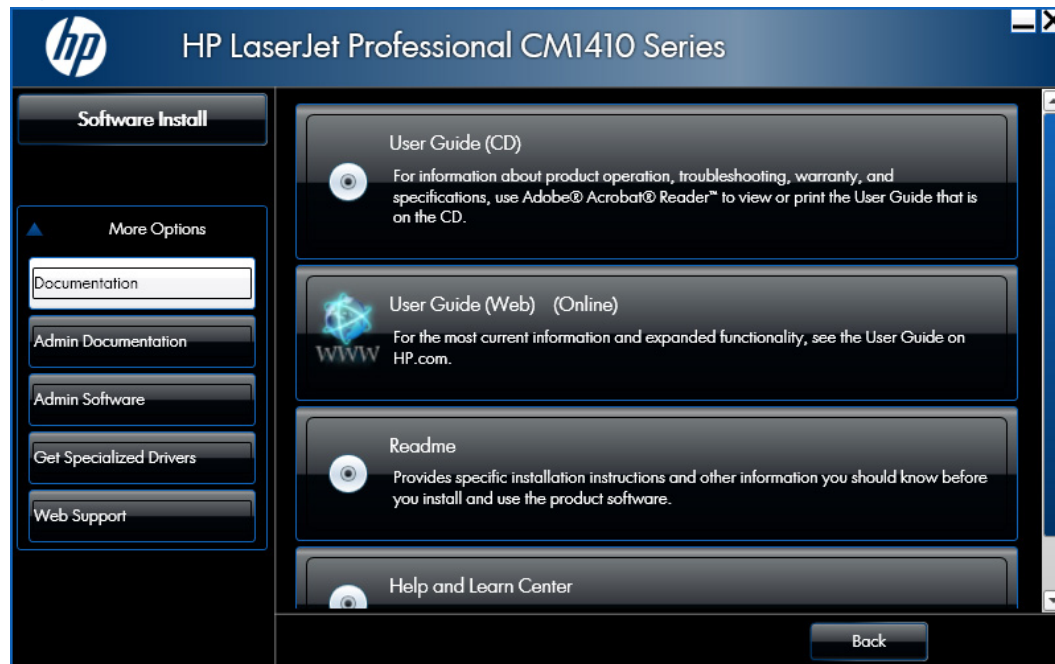 hp
HP LaserJet Professional CM1410 Series
Software Install
More Options
Documentation
Admin Documentation
Admin Software
Get Specialized Drivers
Web Support
User Guide (CD)
For information about product operation, troubleshooting, warranty, and
specifications, use Adobe® Acrobat® Reader™ to view or print the User Guide that is
on the CD.
WWW
User Guide (Web) (Online)
For the most current information and expanded functionality, see the User Guide on
HP.com.
Readme
Provides specific installation instructions and other information you should know before
you install and use the product software.
Help and Learn Center
Back